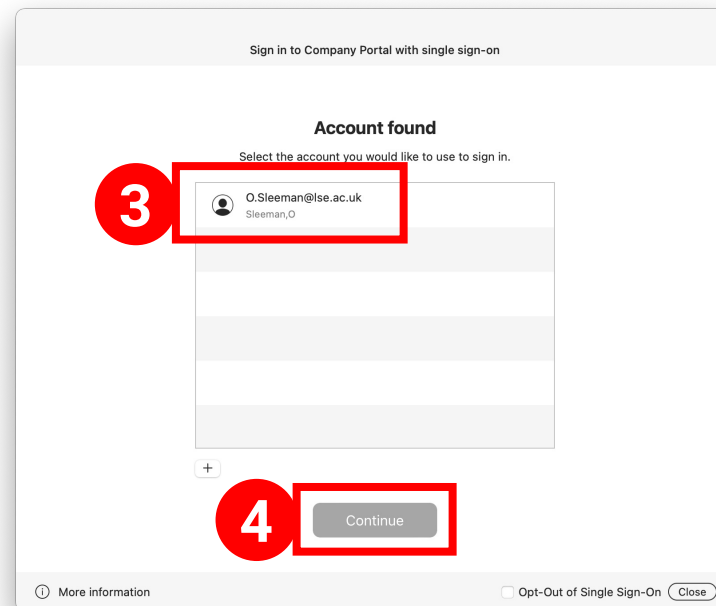 Sign in to Company Portal with single sign-on
Account found
Select the account you would like to use to sign in.
3
O.Sleeman@lse.ac.uk
Sleeman,O
+
4
Continue
More information
Opt-Out of Single Sign-On
Close